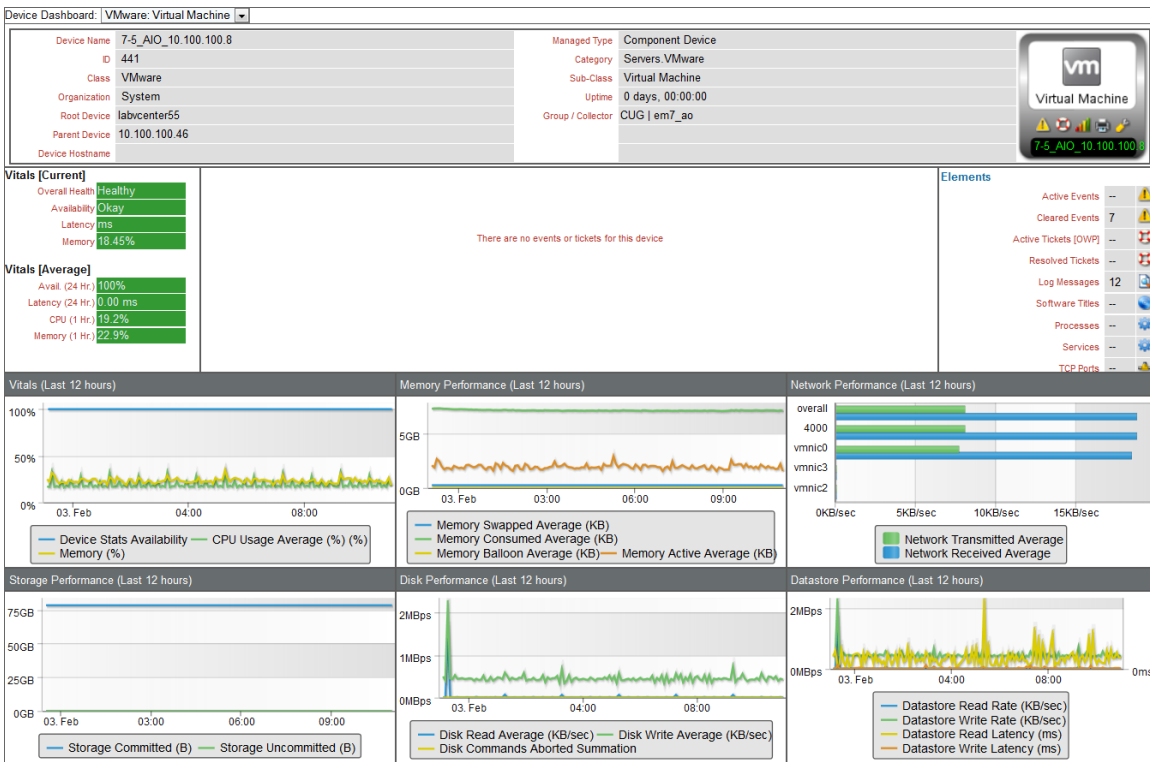 Device Dashboard: VMware: Virtual Machine
Device Name 7-5_AIO_10.100.100.8 Managed Type Component Device
ID 441 Category Servers.VMware
Class VMware Sub-Class Virtual Machine
Organization System Uptime 0 days, 00:00:00
Root Device labvcenter55 Group / Collector CUG | em7_ao
Parent Device 10.100.100.46
Device Hostname
vm
Virtual Machine
7-5_AIO_10.100.100.8
Vitals [Current]
Overall Health Healthy
Availability Okay
Latency ms
Memory 18.45%
Vitals [Average]
Avail. (24 Hr.) 100%
Latency (24 Hr.) 0.00 ms
CPU (1 Hr.) 19.2%
Memory (1 Hr.) 22.9%
There are no events or tickets for this device
Elements
Active Events --
Cleared Events 7
Active Tickets [OWP] --
Resolved Tickets --
Log Messages 12
Software Titles --
Processes --
Services --
TCP Ports --
Vitals (Last 12 hours)
100%
50%
0%
03. Feb 04:00 08:00
Device Stats Availability CPU Usage Average (%) (%)
Memory (%)
Memory Performance (Last 12 hours)
5GB
0GB
03. Feb 03:00 06:00 09:00
Memory Swapped Average (KB)
Memory Consumed Average (KB)
Memory Balloon Average (KB) Memory Active Average (KB)
Network Performance (Last 12 hours)
overall
4000
vmnic0
vmnic3
vmnic2
0KB/sec 5KB/sec 10KB/sec 15KB/sec
Network Transmitted Average
Network Received Average
Storage Performance (Last 12 hours)
75GB
50GB
25GB
0GB
03. Feb 03:00 06:00 09:00
Storage Committed (B) Storage Uncommitted (B)
Disk Performance (Last 12 hours)
2MBps
1MBps
0MBps
03. Feb 04:00 08:00
Disk Read Average (KB/sec) Disk Write Average (KB/sec)
Disk Commands Aborted Summation
Datastore Performance (Last 12 hours)
2MBps
0MBps 0ms
03. Feb 04:00 08:00
Datastore Read Rate (KB/sec)
Datastore Write Rate (KB/sec)
Datastore Read Latency (ms)
Datastore Write Latency (ms)